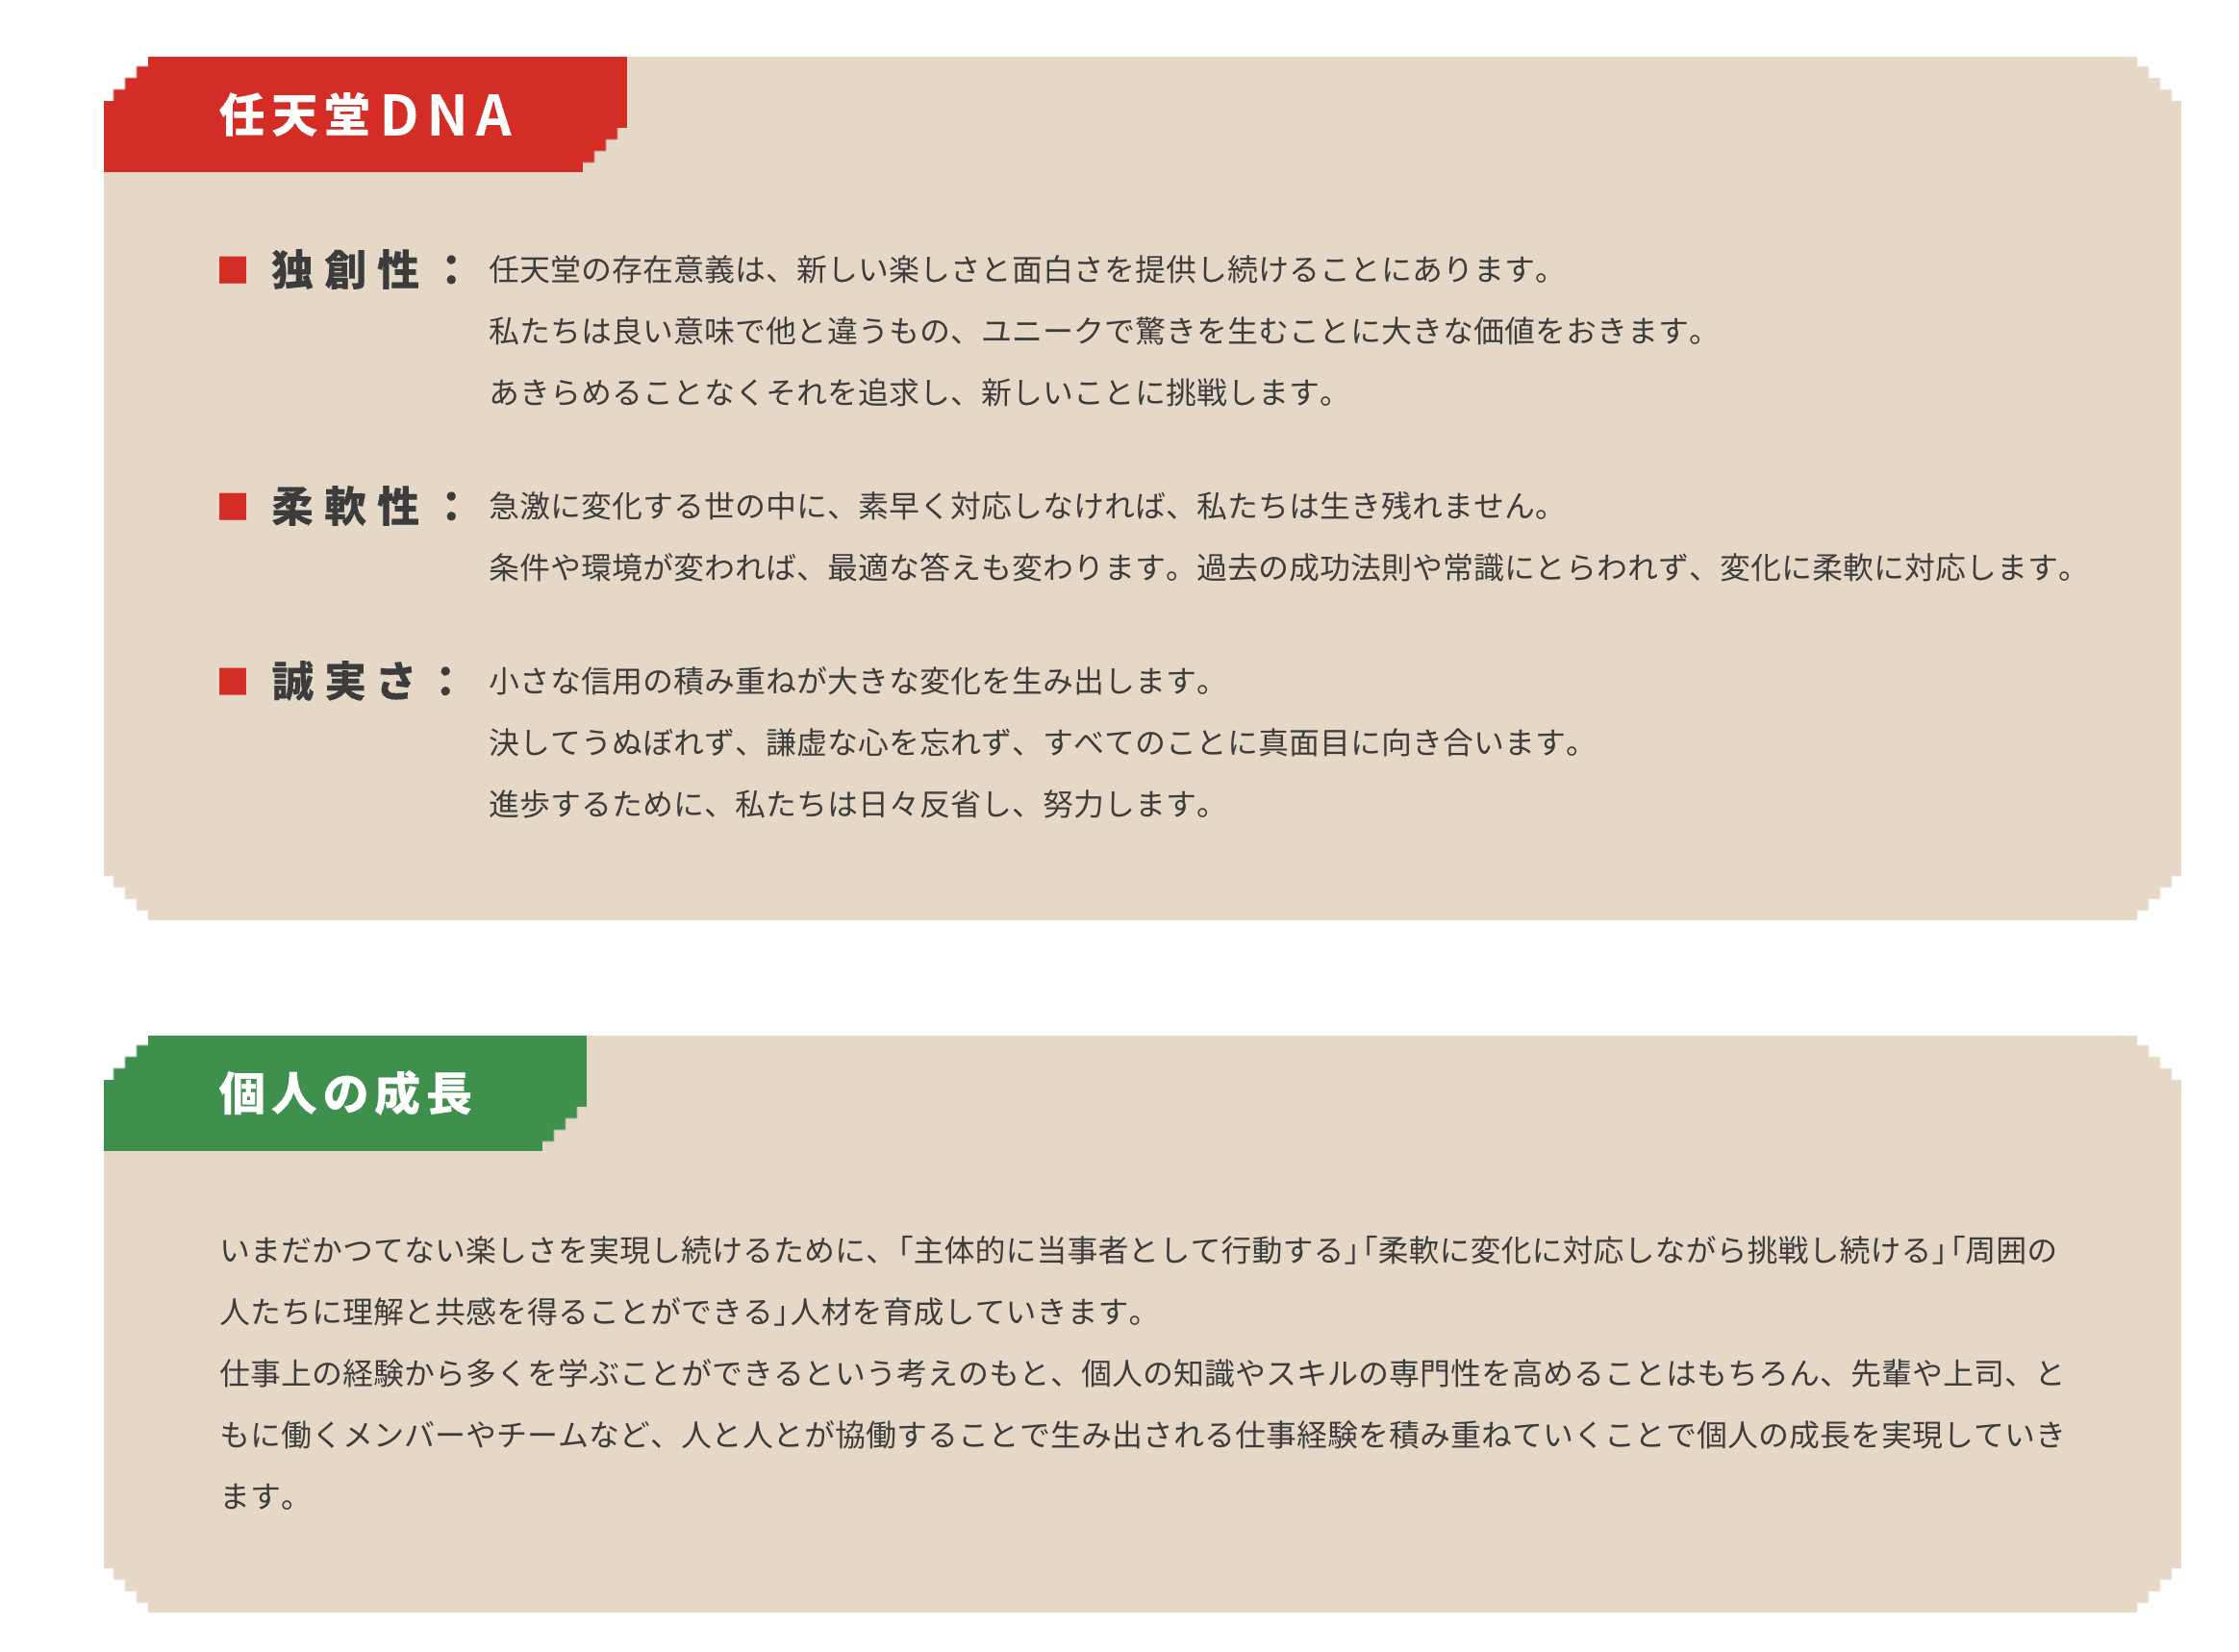 任天堂DNA
独創性：任天堂の存在意義は、新しい楽しさと面白さを提供し続けることにあります。
私たちは良い意味で他と違うもの、ユニークで驚きを生むことに大きな価値をおきます。
あきらめることなくそれを追求し、新しいことに挑戦します。
柔軟性：急激に変化する世の中に、素早く対応しなければ、私たちは生き残れません。
条件や環境が変われば、最適な答えも変わります。過去の成功法則や常識にとらわれず、変化に柔軟に対応します。
誠実さ：小さな信用の積み重ねが大きな変化を生み出します。
決してうぬぼれず、謙虚な心を忘れず、すべてのことに真面目に向き合います。
進歩するために、私たちは日々反省し、努力します。
個人の成長
いまだかつてない楽しさを実現し続けるために、「主体的に当事者として行動する」「柔軟に変化に対応しながら挑戦し続ける」「周囲の
人たちに理解と共感を得ることができる」人材を育成していきます。
仕事上の経験から多くを学ぶことができるという考えのもと、個人の知識やスキルの専門性を高めることはもちろん、先輩や上司、と
もに働くメンバーやチームなど、人と人とが協働することで生み出される仕事経験を積み重ねていくことで個人の成長を実現していき
ます。